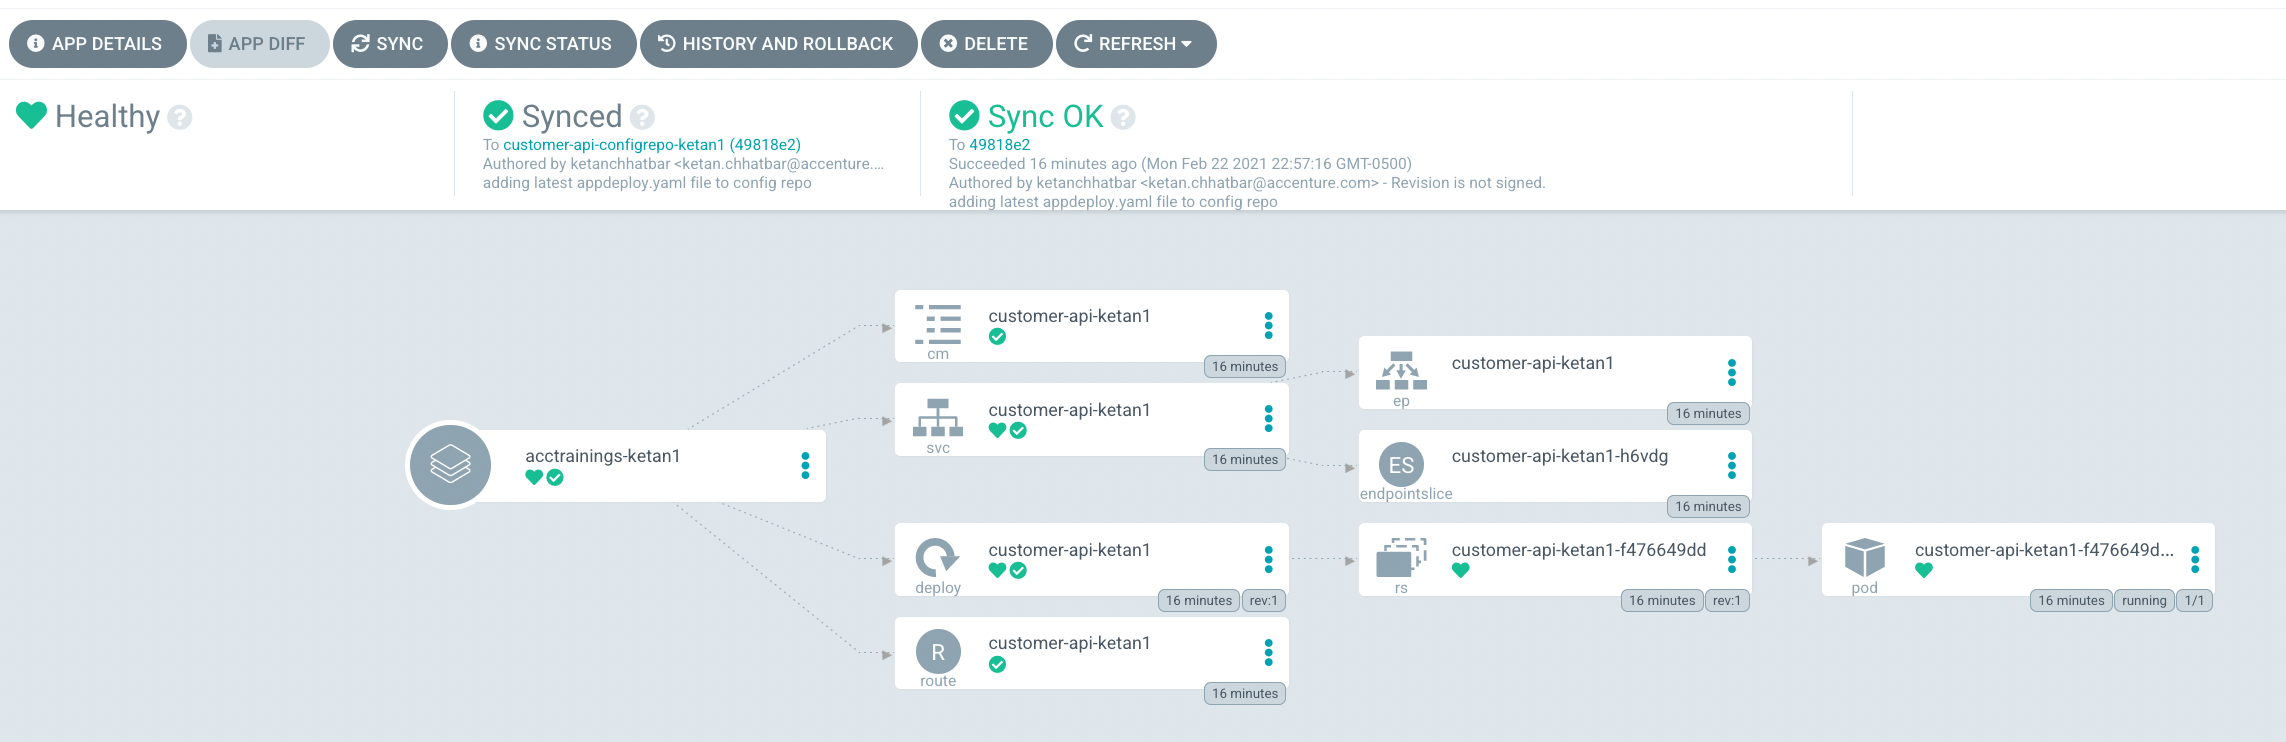 APP DETAILS APP DIFF SYNC SYNC STATUS HISTORY AND ROLLBACK DELETE REFRESH
Healthy
Synced
To customer-api-configrepo-ketan1 (49818e2)
Authored by ketanchhatbar <ketan.chhatbar@accenture....
adding latest appdeploy.yaml file to config repo
Sync OK
To 49818e2
Succeeded 16 minutes ago (Mon Feb 22 2021 22:57:16 GMT-0500)
Authored by ketanchhatbar <ketan.chhatbar@accenture.com> - Revision is not signed.
adding latest appdeploy.yaml file to config repo
acctrainings-ketan1
customer-api-ketan1
cm
16 minutes
customer-api-ketan1
svc
16 minutes
customer-api-ketan1
deploy
16 minutes rev:1
customer-api-ketan1
R
route
16 minutes
customer-api-ketan1
ep
16 minutes
customer-api-ketan1-h6vdg
ES
endpointslice
16 minutes
customer-api-ketan1-f476649dd
rs
16 minutes rev:1
customer-api-ketan1-f476649d...
pod
16 minutes running 1/1